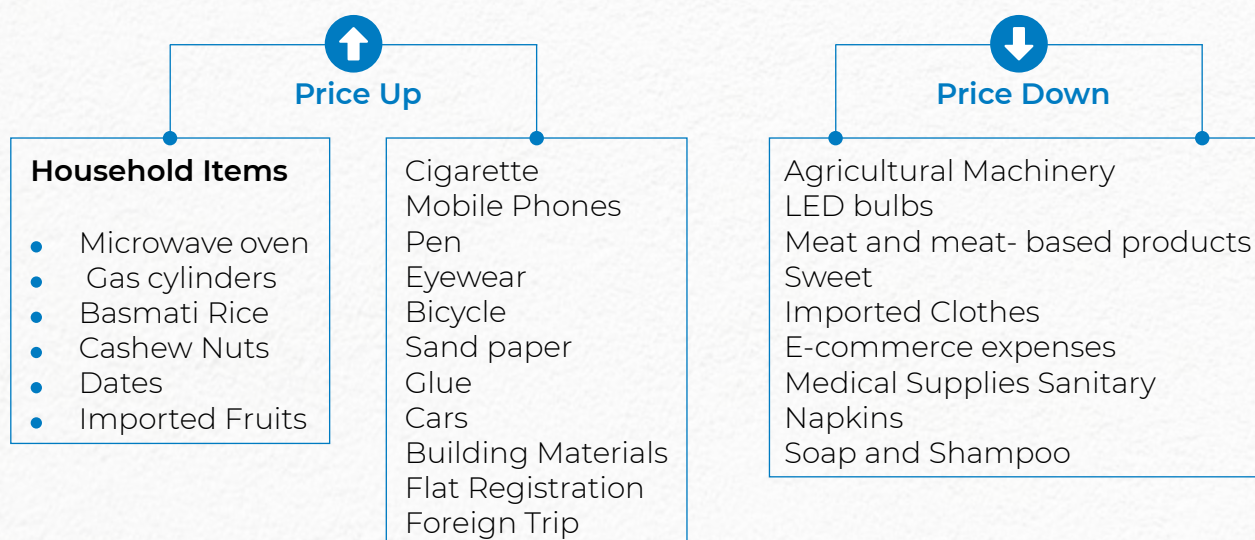 Price Up
Household Items
Microwave oven
Gas cylinders
Basmati Rice
Cashew Nuts
Dates
Imported Fruits
Cigarette
Mobile Phones
Pen
Eyewear
Bicycle
Sand paper
Glue
Cars
Building Materials
Flat Registration
Foreign Trip
Price Down
Agricultural Machinery
LED bulbs
Meat and meat- based products
Sweet
Imported Clothes
E-commerce expenses
Medical Supplies Sanitary
Napkins
Soap and Shampoo